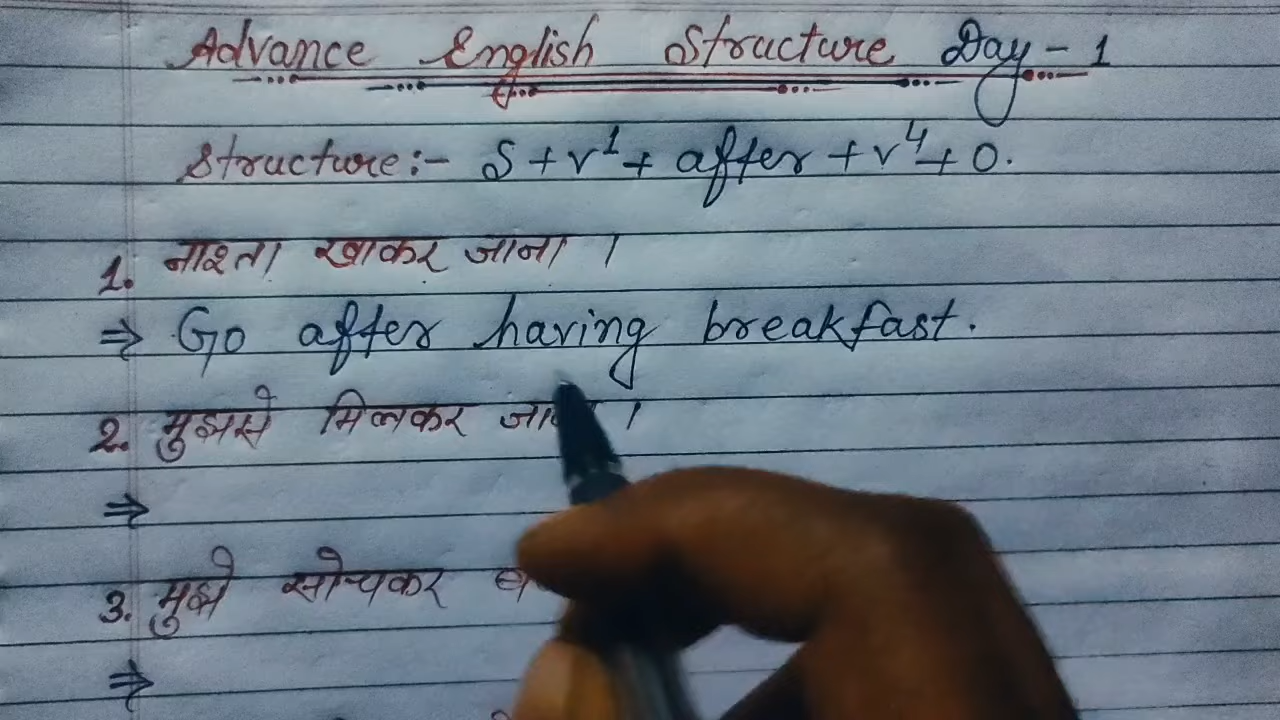 Advance English Structure Day-1
Structure:- S+v¹+ after+v⁴+O.
1. नाश्ता खाकर जाना ।
⇒ Go after having breakfast.
2. मुझसे मिलकर ।
⇒
3. मुझे सोचकर
⇒